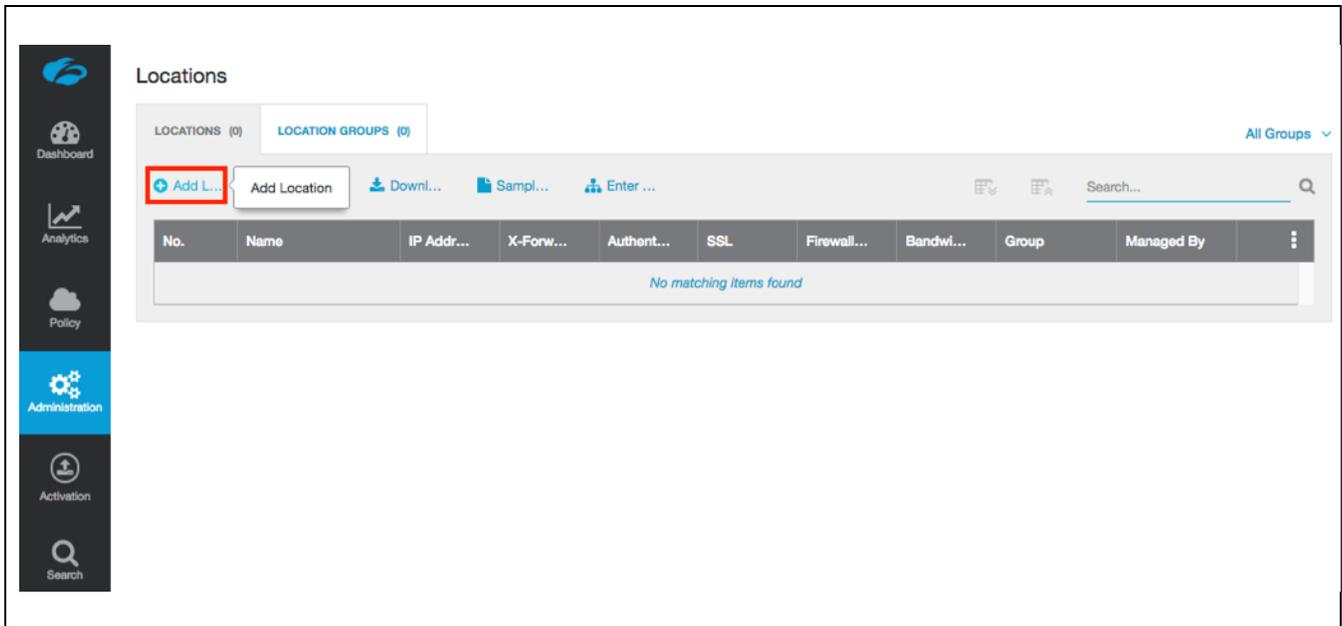 Locations
LOCATIONS (0) LOCATION GROUPS (0)
All Groups
Dashboard
Add L... Add Location Downl... Sampl... Enter ... Search...
Analytics
No. Name IP Addr... X-Forw... Authent... SSL Firewall... Bandwi... Group Managed By
No matching items found
Policy
Administration
Activation
Search